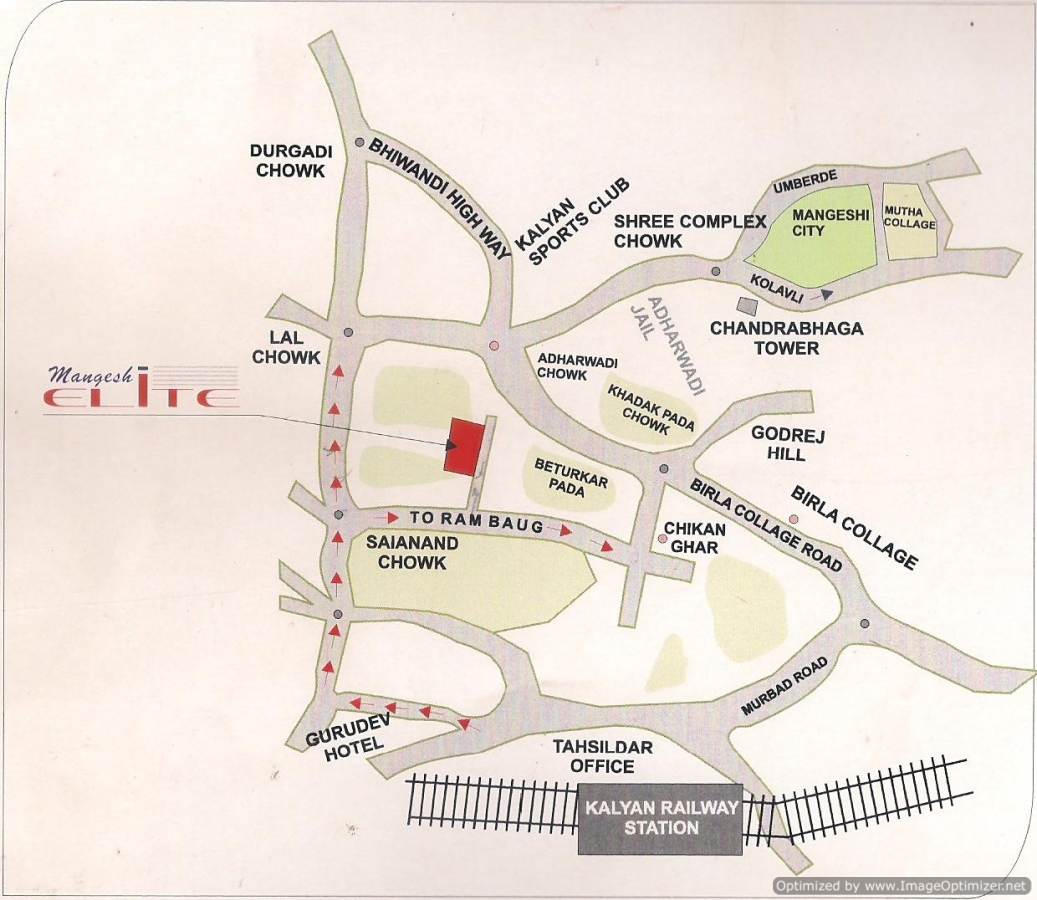 DURGADI
CHOWK
BHIWANDI HIGH WAY
KALYAN
SPORTS CLUB
SHREE COMPLEX
CHOWK
UMBERDE
MANGESHI
CITY
MUTHA
COLLAGE
KOLAVLI
CHANDRABHAGA
TOWER
ADHARWADI
JAIL
LAL
CHOWK
ADHARWADI
CHOWK
Mangesh
ELITE
KHADAK PADA
CHOWK
GODREJ
HILL
BETURKAR
PADA
BIRLA COLLAGE ROAD
BIRLA COLLAGE
TO RAM BAUG
CHIKAN
GHAR
SAIANAND
CHOWK
MURBAD ROAD
GURUDEV
HOTEL
TAHSILDAR
OFFICE
KALYAN RAILWAY
STATION
Optimized by www.ImageOptimizer.net